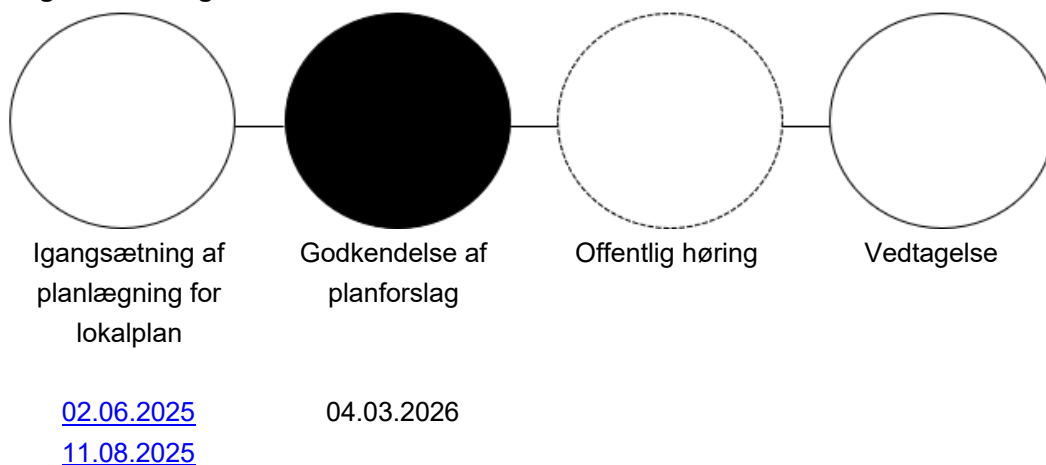 Igangsætning af
planlægning for
lokalplan
Godkendelse af
planforslag
Offentlig høring
Vedtagelse
02.06.2025
11.08.2025
04.03.2026